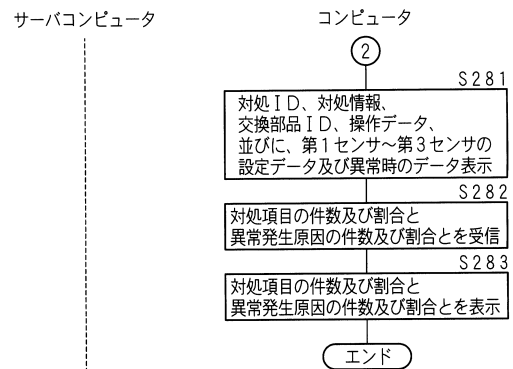 サーバコンピュータ
コンピュータ
2
S281
対処ID、対処情報、
交換部品ID、操作データ、
並びに、第1センサ~第3センサの
設定データ及び異常時のデータ表示
S282
対処項目の件数及び割合と
異常発生原因の件数及び割合とを受信
S283
対処項目の件数及び割合と
異常発生原因の件数及び割合とを表示
エンド